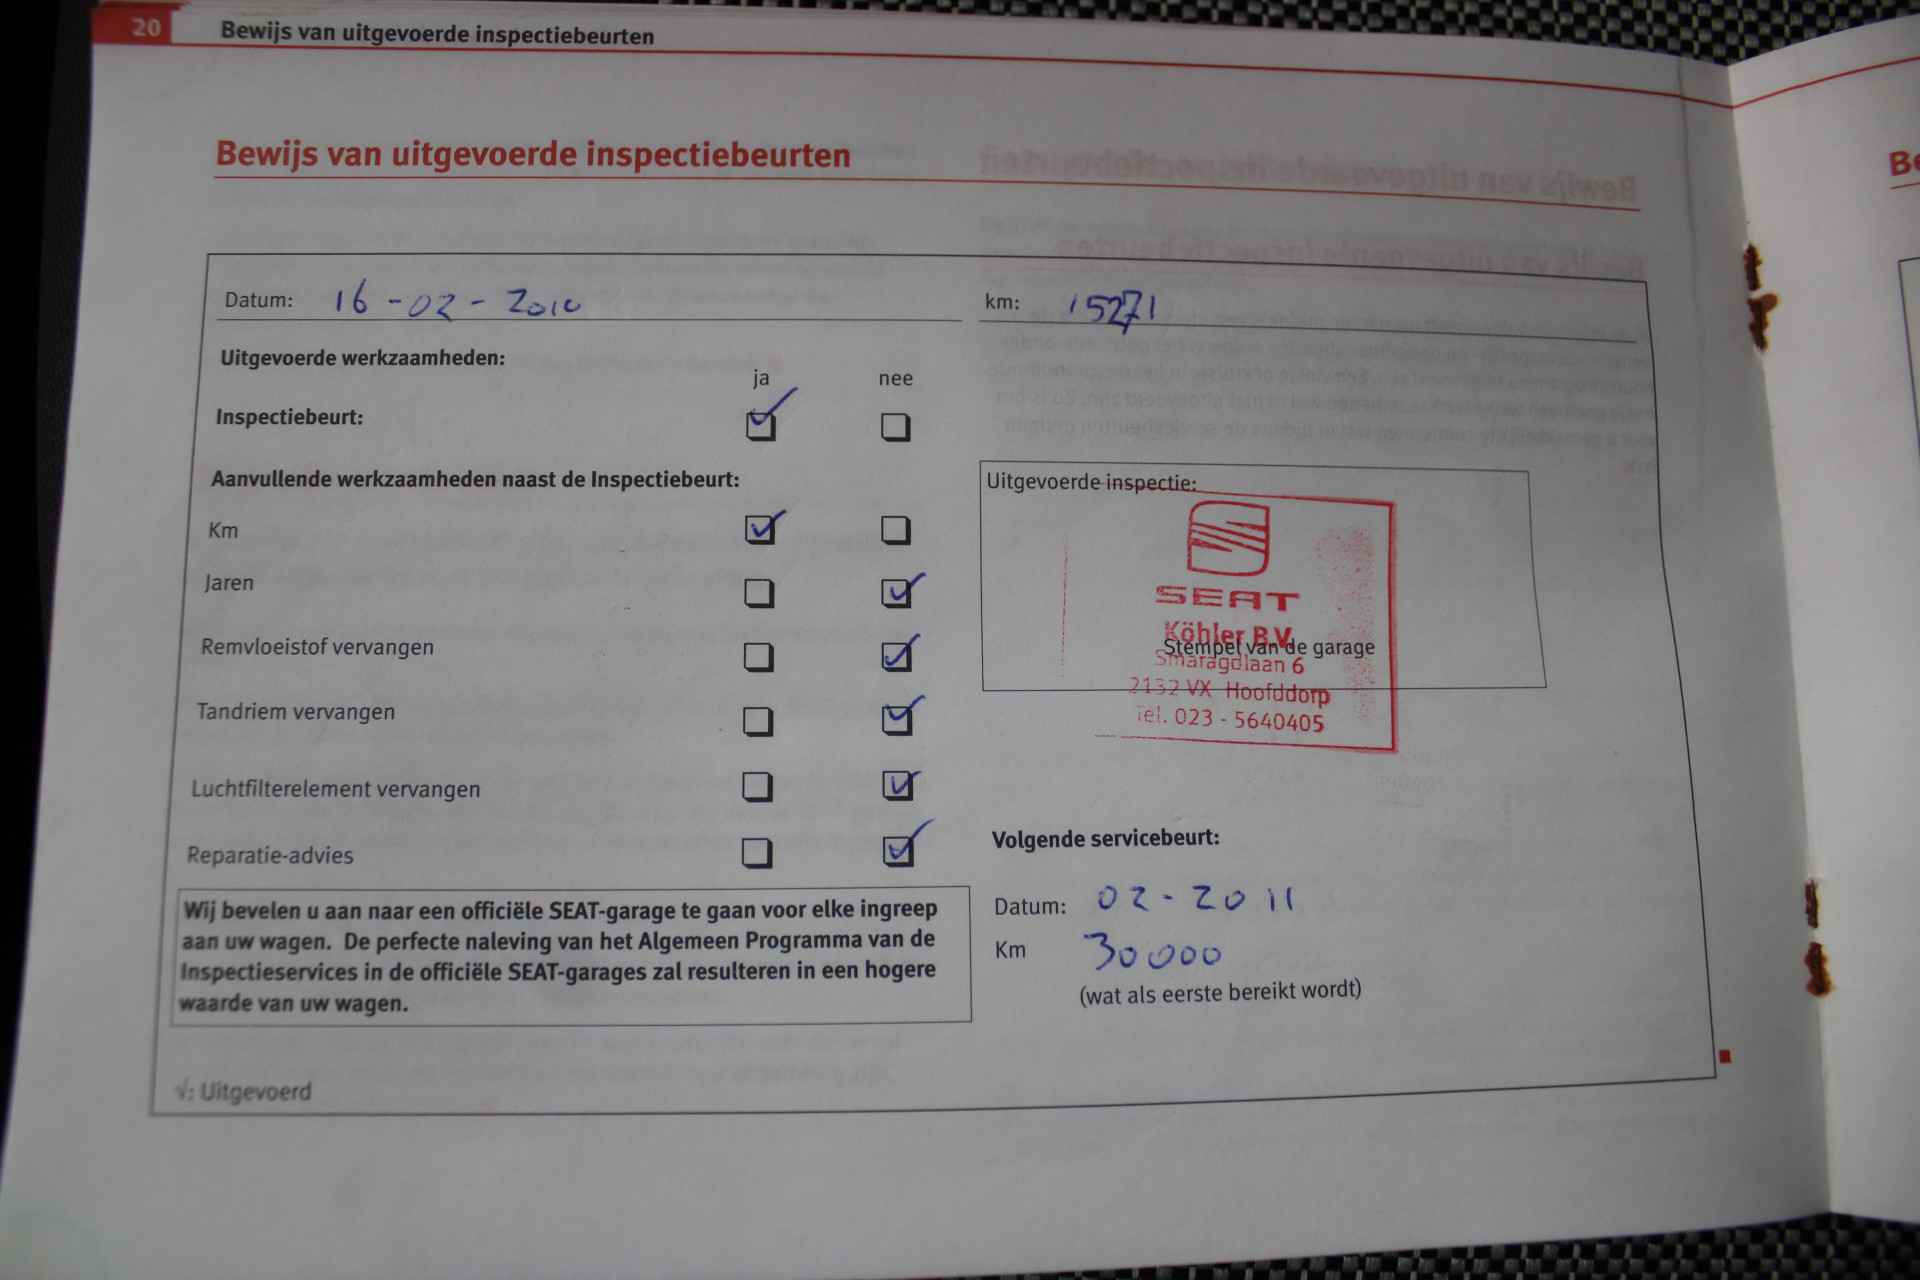 20 Bewijs van uitgevoerde inspectiebeurten
Bewijs van uitgevoerde inspectiebeurten
Datum: 16-02-2010
km: 15271
Uitgevoerde werkzaamheden:
ja nee
Inspectiebeurt:
Aanvullende werkzaamheden naast de Inspectiebeurt:
Km
Jaren
Remvloeistof vervangen
Tandriem vervangen
Luchtfilterelement vervangen
Reparatie-advies
Wij bevelen u aan naar een officiële SEAT-garage te gaan voor elke ingreep
aan uw wagen. De perfecte naleving van het Algemeen Programma van de
Inspectieservices in de officiële SEAT-garages zal resulteren in een hogere
waarde van uw wagen.
√: Uitgevoerd
Uitgevoerde inspectie:
SEAT
Köhler B.V.
Stempel van de garage
Smaragdlaan 6
2132 VX Hoofddorp
Tel. 023 - 5640405
Volgende servicebeurt:
Datum: 02-2011
Km 30000
(wat als eerste bereikt wordt)
Be